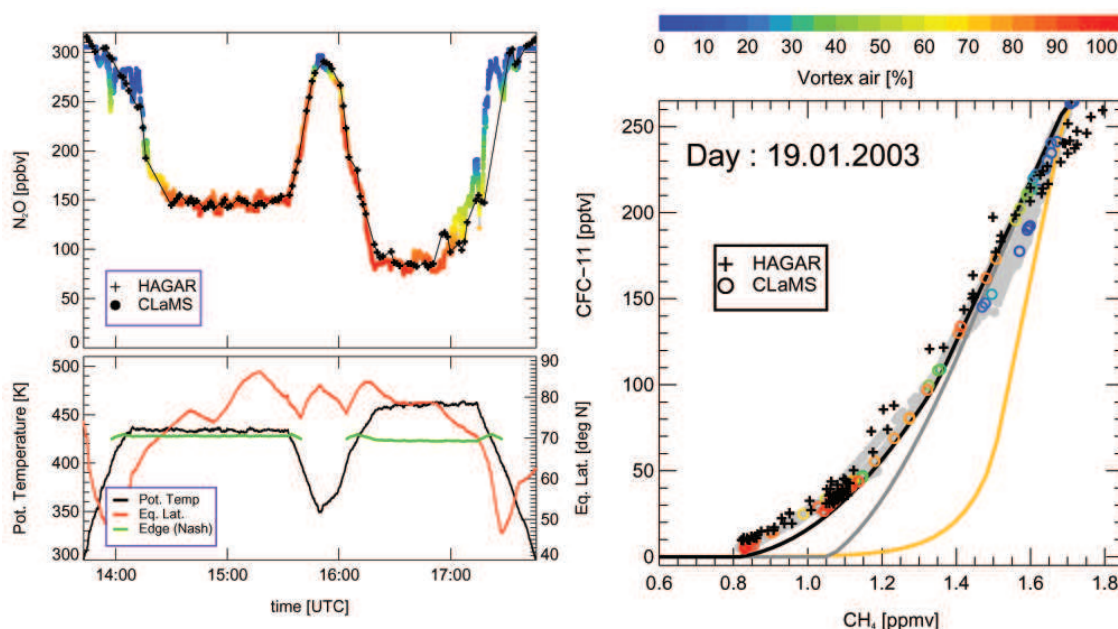 300
250
200
150
100
50
0
N₂O [ppbv]
HAGAR
CLaMS
500
450
400
350
300
Pot. Temperature [K]
90
80
70
60
50
40
Eq. Lat. [deg N]
Pot. Temp
Eq. Lat.
Edge (Nash)
14:00 15:00 16:00 17:00
time [UTC]
0 10 20 30 40 50 60 70 80 90 100
Vortex air [%]
Day : 19.01.2003
250
200
150
100
50
0
CFC-11 [pptv]
HAGAR
CLaMS
0.6 0.8 1.0 1.2 1.4 1.6 1.8
CH₄ [ppmv]